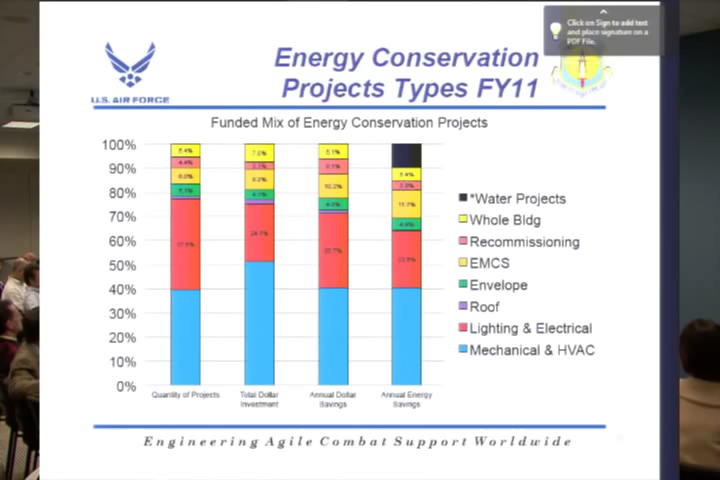 Click on Sign to add text
and place signature on a
PDF File.
U.S. AIR FORCE
Energy Conservation
Projects Types FY11
Funded Mix of Energy Conservation Projects
100%
90%
80%
70%
60%
50%
40%
30%
20%
10%
0%
*Water Projects
Whole Bldg
Recommissioning
EMCS
Envelope
Roof
Lighting & Electrical
Mechanical & HVAC
Quantity of Projects
Total Dollar
Investment
Annual Dollar
Savings
Annual Energy
Savings
Engineering Agile Combat Support Worldwide